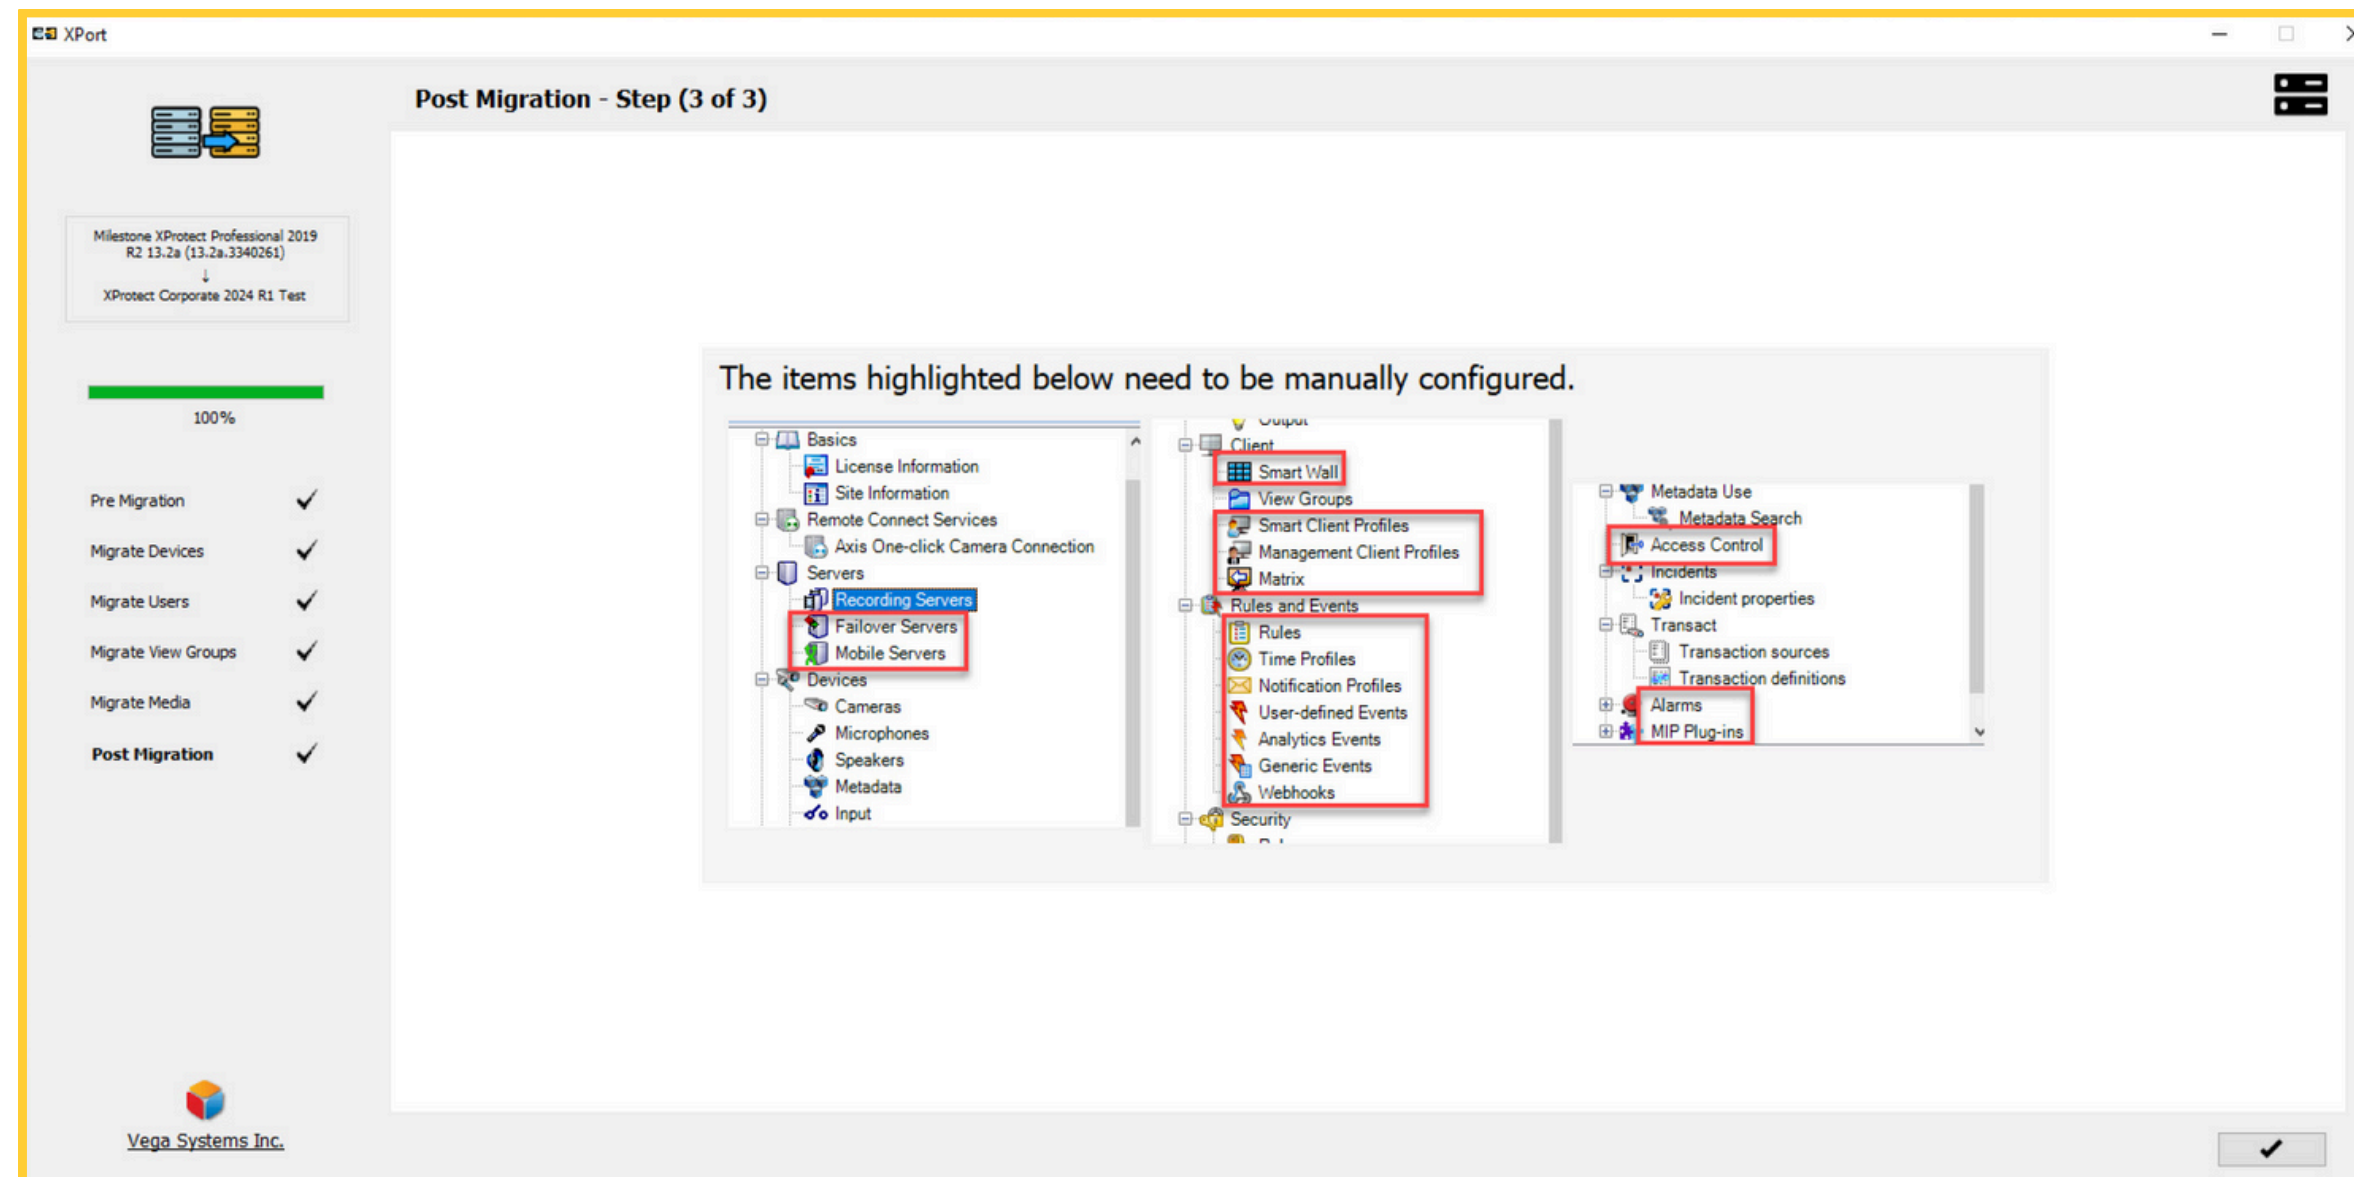 XPort
Post Migration - Step (3 of 3)
Milestone XProtect Professional 2019
R2 13.2a (13.2a.3340261)
↓
XProtect Corporate 2024 R1 Test
100%
Pre Migration
Migrate Devices
Migrate Users
Migrate View Groups
Migrate Media
Post Migration
Vega Systems Inc.
The items highlighted below need to be manually configured.
Basics
License Information
Site Information
Remote Connect Services
Axis One-click Camera Connection
Servers
Recording Servers
Failover Servers
Mobile Servers
Devices
Cameras
Microphones
Speakers
Metadata
Input
Output
Client
Smart Wall
View Groups
Smart Client Profiles
Management Client Profiles
Matrix
Rules and Events
Rules
Time Profiles
Notification Profiles
User-defined Events
Analytics Events
Generic Events
Webhooks
Security
Metadata Use
Metadata Search
Access Control
Incidents
Incident properties
Transact
Transaction sources
Transaction definitions
Alarms
MIP Plug-ins